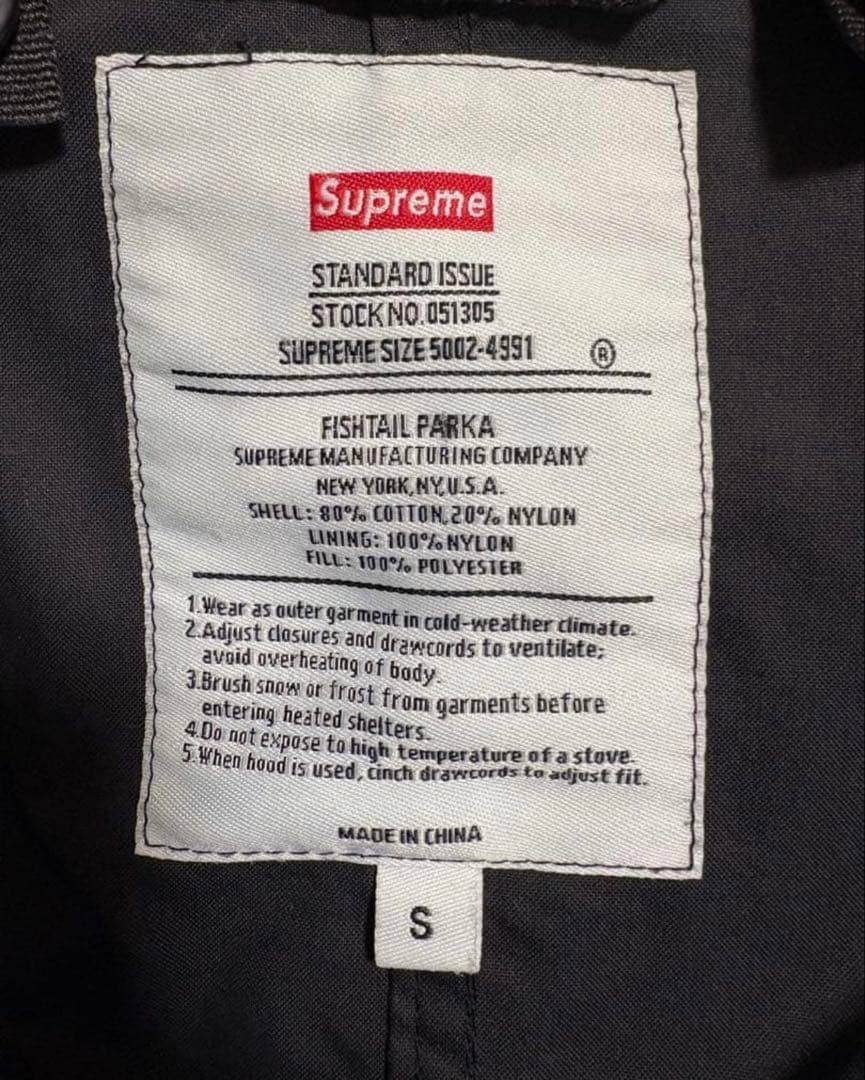 Supreme
STANDARD ISSUE
STOCK NO.051305
SUPREME SIZE 5002-4991 ®
FISHTAIL PARKA
SUPREME MANUFACTURING COMPANY
NEW YORK,NY,U.S.A.
SHELL: 80% COTTON,20% NYLON
LINING: 100% NYLON
FILL: 100% POLYESTER
1.Wear as outer garment in cold-weather climate.
2.Adjust closures and drawcords to ventilate;
avoid overheating of body.
3.Brush snow or frost from garments before
entering heated shelters.
4.Do not expose to high temperature of a stove.
5.When hood is used, cinch drawcords to adjust fit.
MADE IN CHINA
S